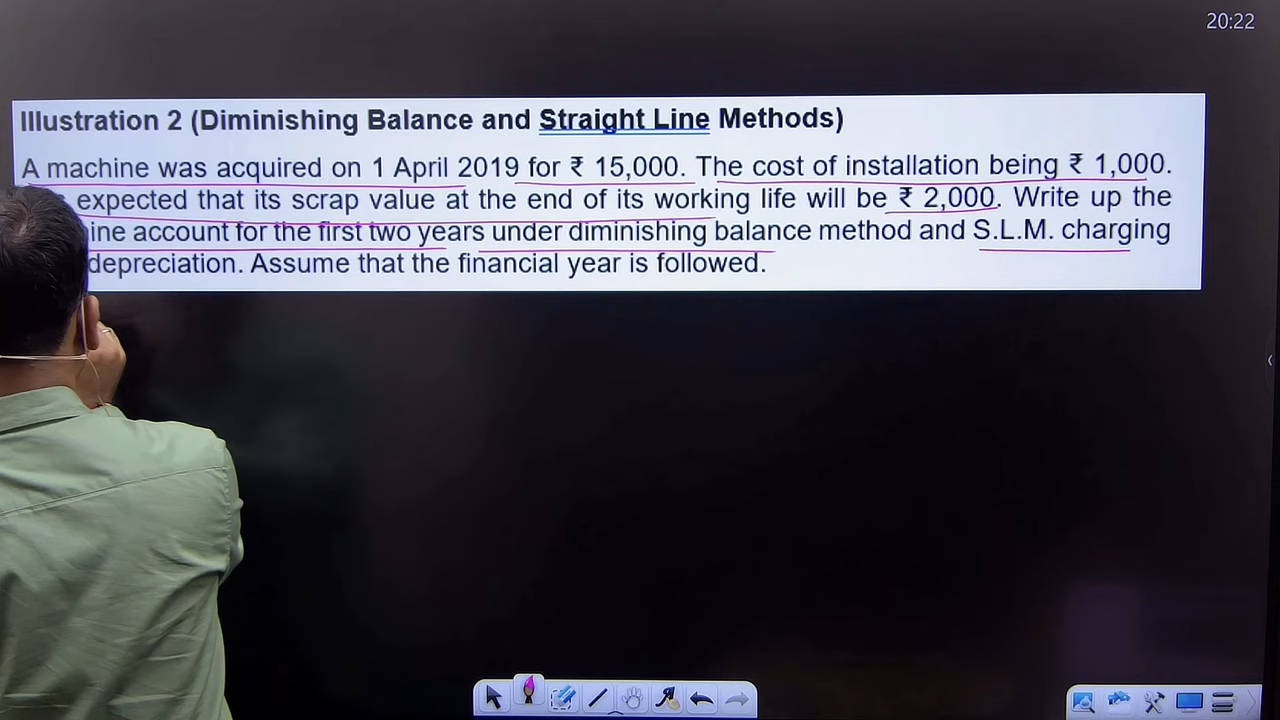 20:22
Illustration 2 (Diminishing Balance and Straight Line Methods)
A machine was acquired on 1 April 2019 for ₹ 15,000. The cost of installation being ₹ 1,000.
expected that its scrap value at the end of its working life will be ₹ 2,000. Write up the
ine account for the first two years under diminishing balance method and S.L.M. charging
depreciation. Assume that the financial year is followed.